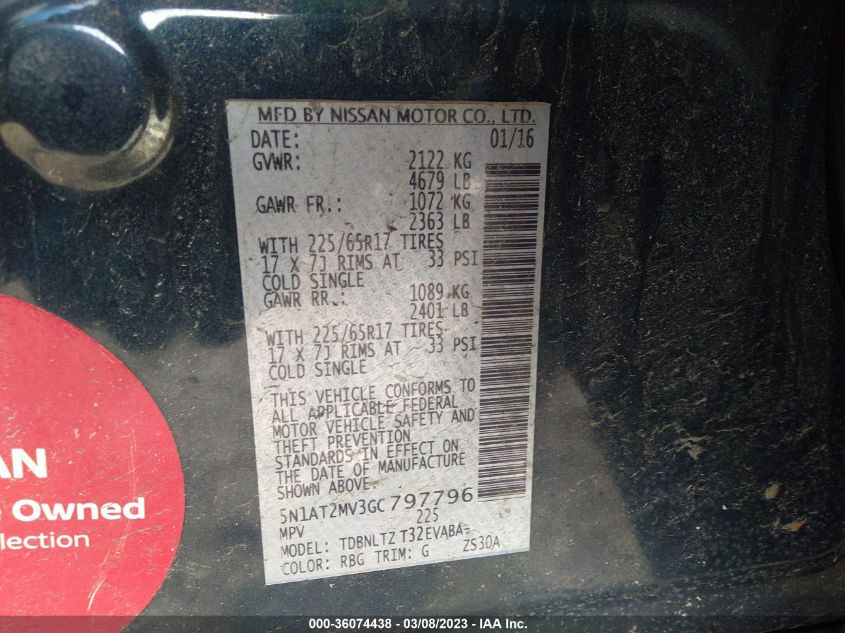 MFD BY NISSAN MOTOR CO., LTD.
DATE: 01/16
GVWR: 2122 KG
4679 LB
GAWR FR.: 1072 KG
2363 LB
WITH 225/65R17 TIRES
17 X 7J RIMS AT 33 PSI
COLD SINGLE
GAWR RR.: 1089 KG
2401 LB
WITH 225/65R17 TIRES
17 X 7J RIMS AT 33 PSI
COLD SINGLE
THIS VEHICLE CONFORMS TO
ALL APPLICABLE FEDERAL
MOTOR VEHICLE SAFETY AND
THEFT PREVENTION
STANDARDS IN EFFECT ON
THE DATE OF MANUFACTURE
SHOWN ABOVE.
5N1AT2MV3GC797796
MPV 225
MODEL: TDBNLTZ T32EVABA-
ZS30A
COLOR: RBG TRIM: G
AN
Owned
lection
000-36074438 - 03/08/2023 - IAA Inc.